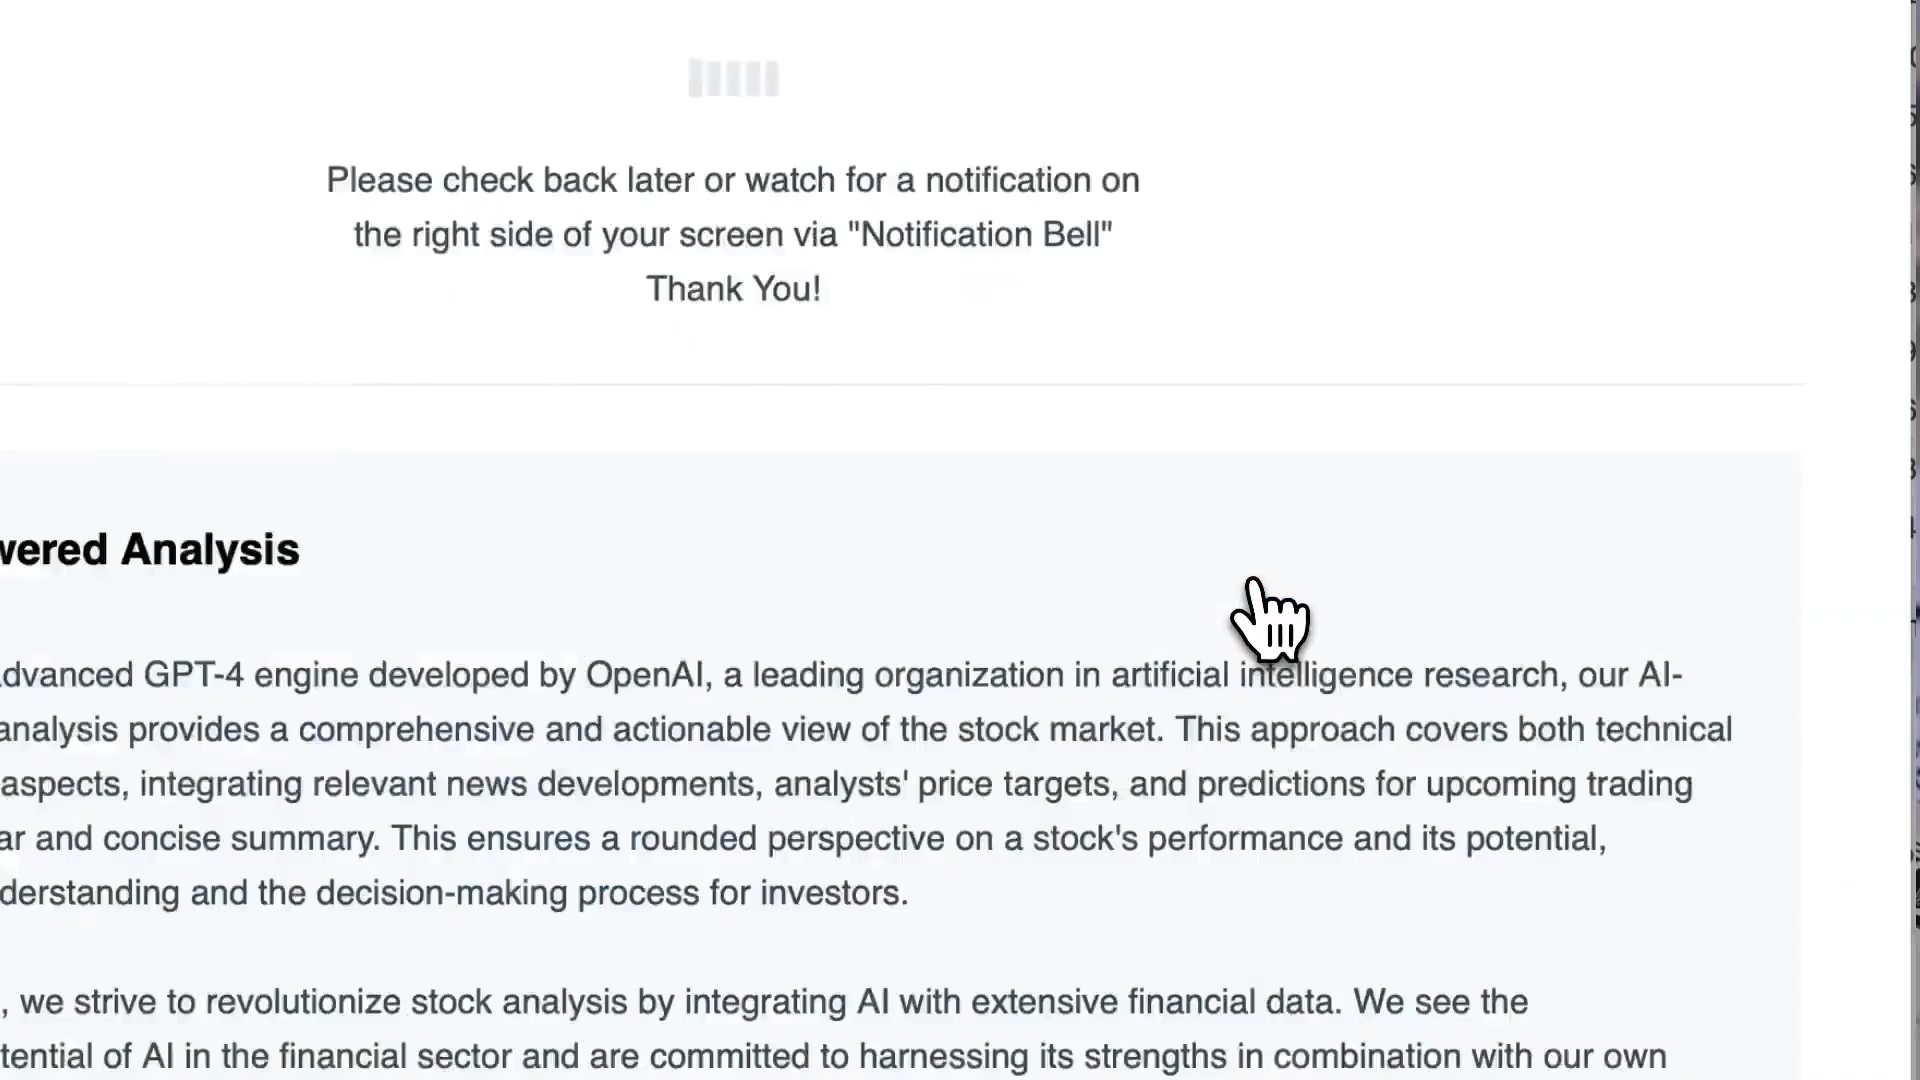 Please check back later or watch for a notification on
the right side of your screen via "Notification Bell"
Thank You!
Analysis
GPT-4 engine developed by OpenAI, a leading organization in artificial intelligence research, our AI-
analysis provides a comprehensive and actionable view of the stock market. This approach covers both technical
aspects, integrating relevant news developments, analysts' price targets, and predictions for upcoming trading
and concise summary. This ensures a rounded perspective on a stock's performance and its potential,
and the decision-making process for investors.
, we strive to revolutionize stock analysis by integrating AI with extensive financial data. We see the
of AI in the financial sector and are committed to harnessing its strengths in combination with our own